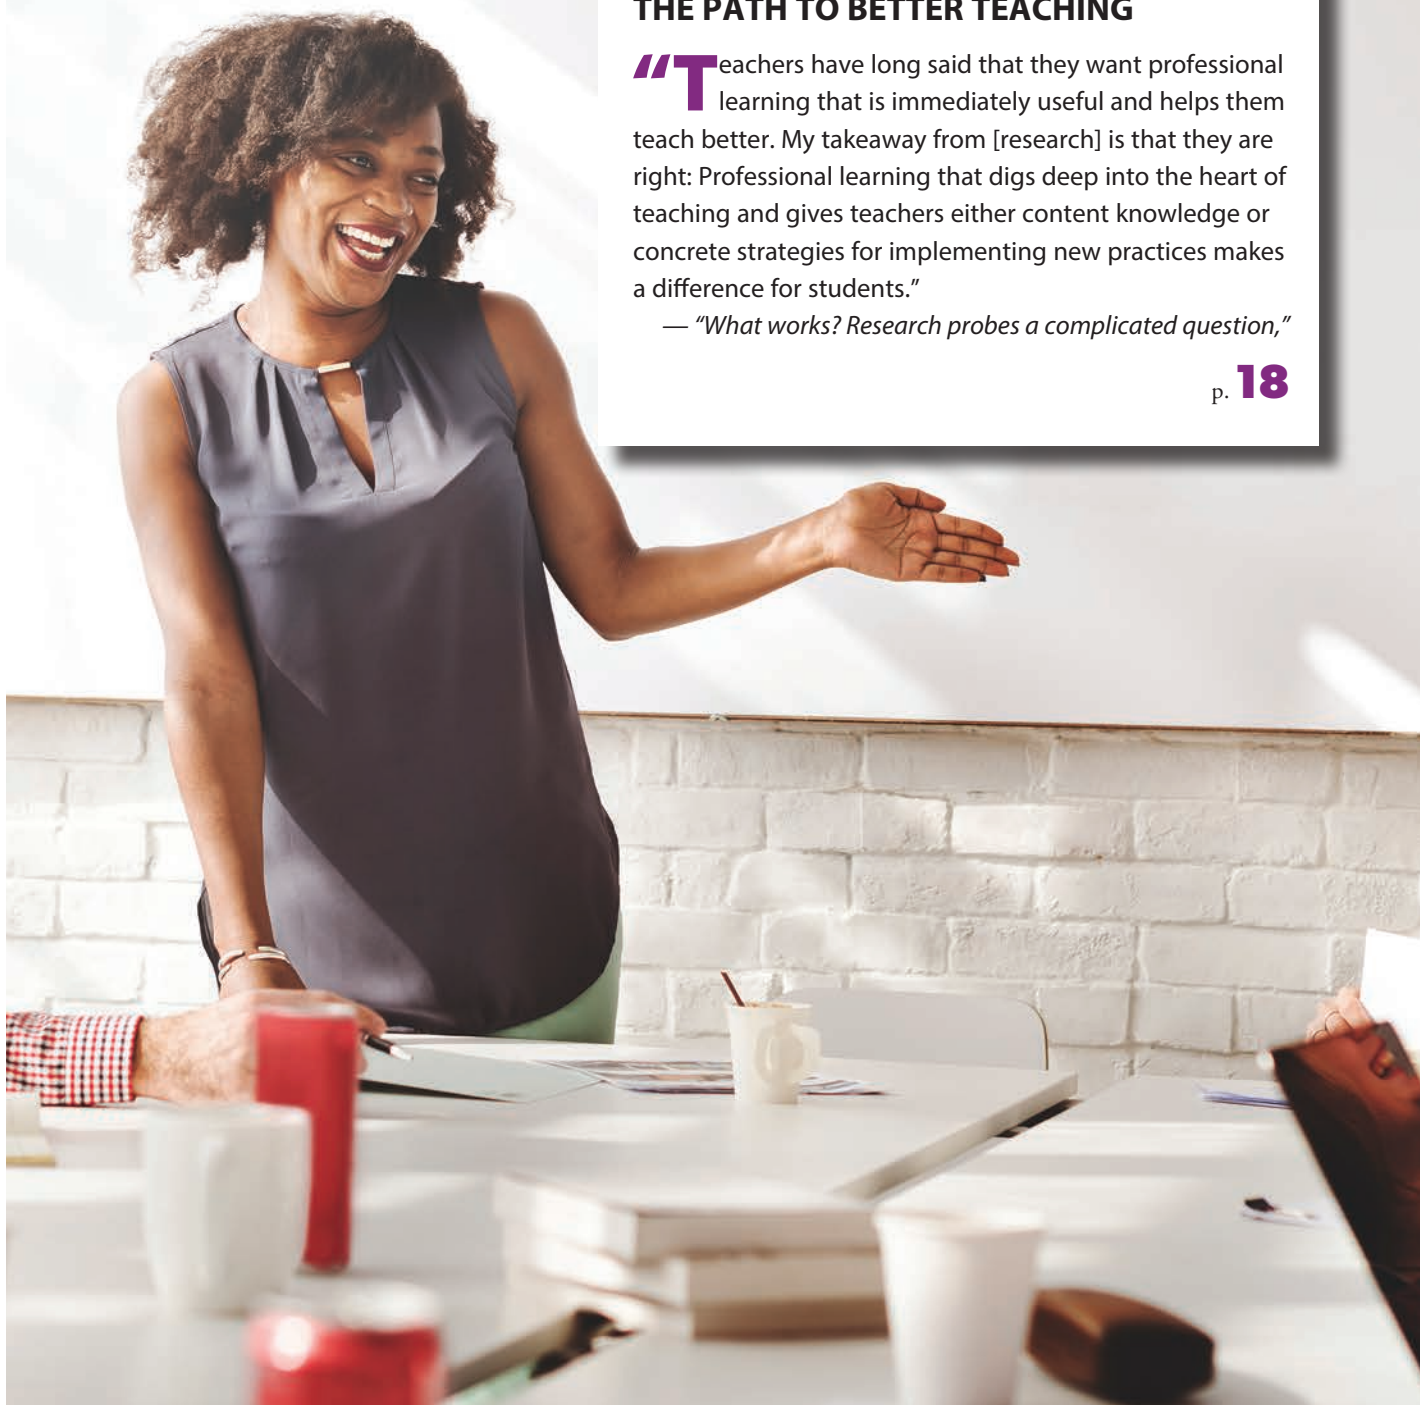 THE PATH TO BETTER TEACHING
“Teachers have long said that they want professional
learning that is immediately useful and helps them
teach better. My takeaway from [research] is that they are
right: Professional learning that digs deep into the heart of
teaching and gives teachers either content knowledge or
concrete strategies for implementing new practices makes
a difference for students.”
— “What works? Research probes a complicated question,”
p. 18